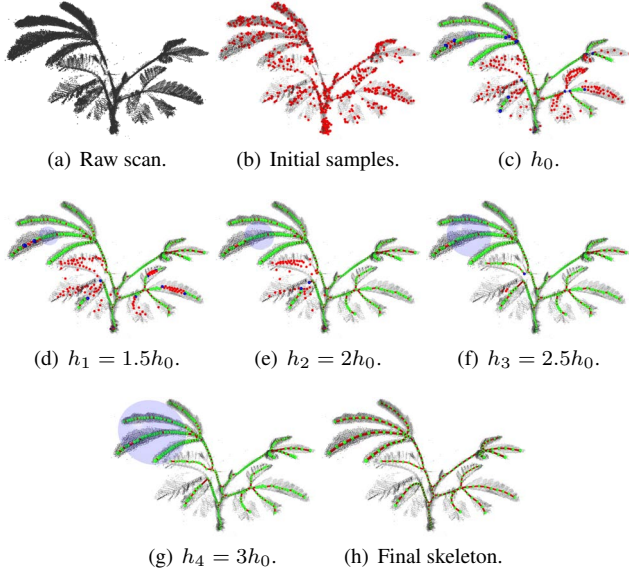 (a) Raw scan.
(b) Initial samples.
(c) h₀.
(d) h₁ = 1.5h₀.
(e) h₂ = 2h₀.
(f) h₃ = 2.5h₀.
(g) h₄ = 3h₀.
(h) Final skeleton.